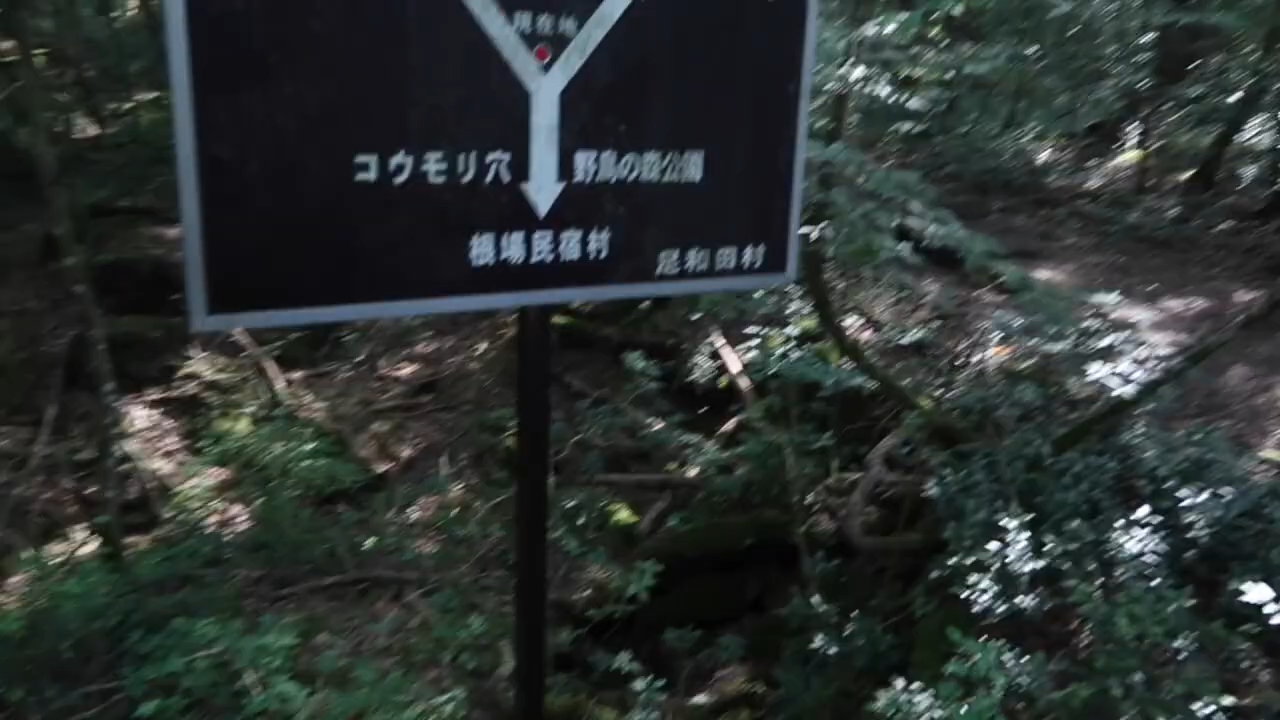 現在地
コウモリ穴 野鳥の森公園
根場民宿村
足和田村